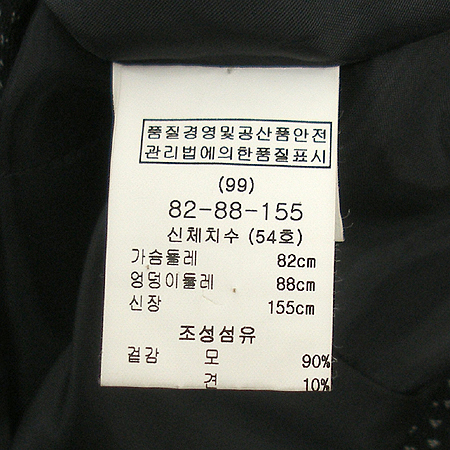 품질경영및공산품안전
관리법에의한품질표시
(99)
82-88-155
신체치수 (54호)
가슴둘레 82cm
엉덩이둘레 88cm
신장 155cm
조성섬유
겉감 모 90%
견 10%